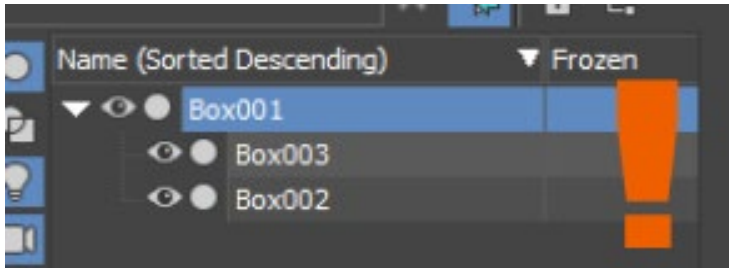 Name (Sorted Descending) Frozen
Box001
Box003
Box002
!